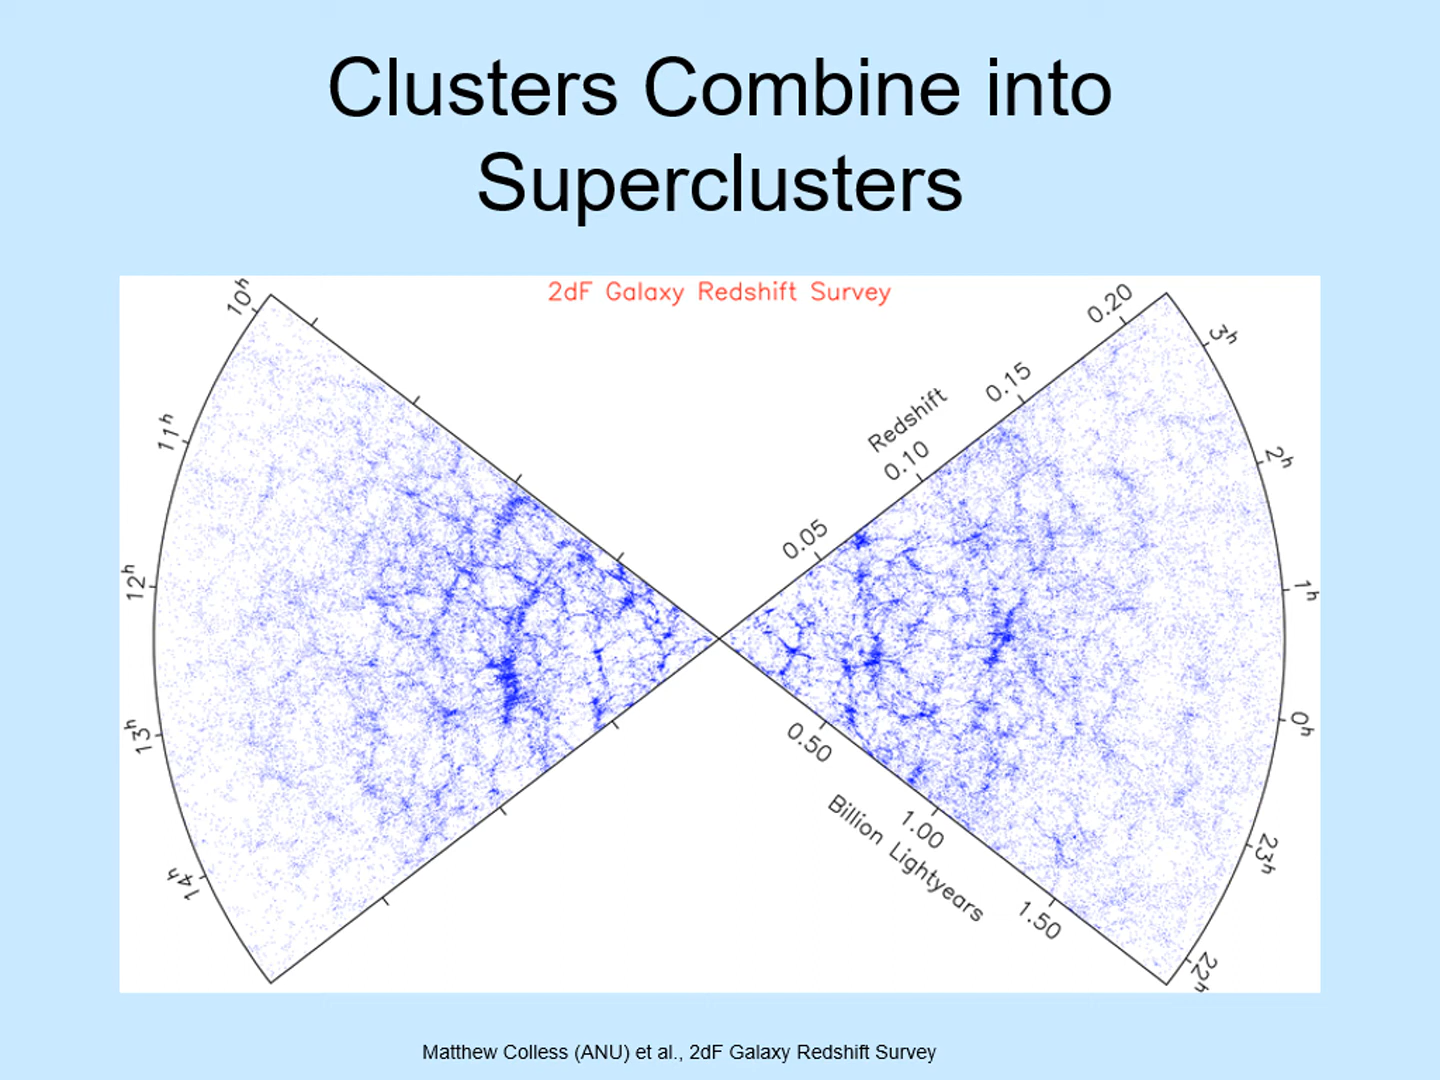 Clusters Combine into
Superclusters
2dF Galaxy Redshift Survey
10h
11h
12h
13h
14h
Redshift
0.05
0.10
0.15
0.20
3h
2h
1h
0h
23h
22h
0.50
1.00
1.50
Billion Lightyears
Matthew Colless (ANU) et al., 2dF Galaxy Redshift Survey